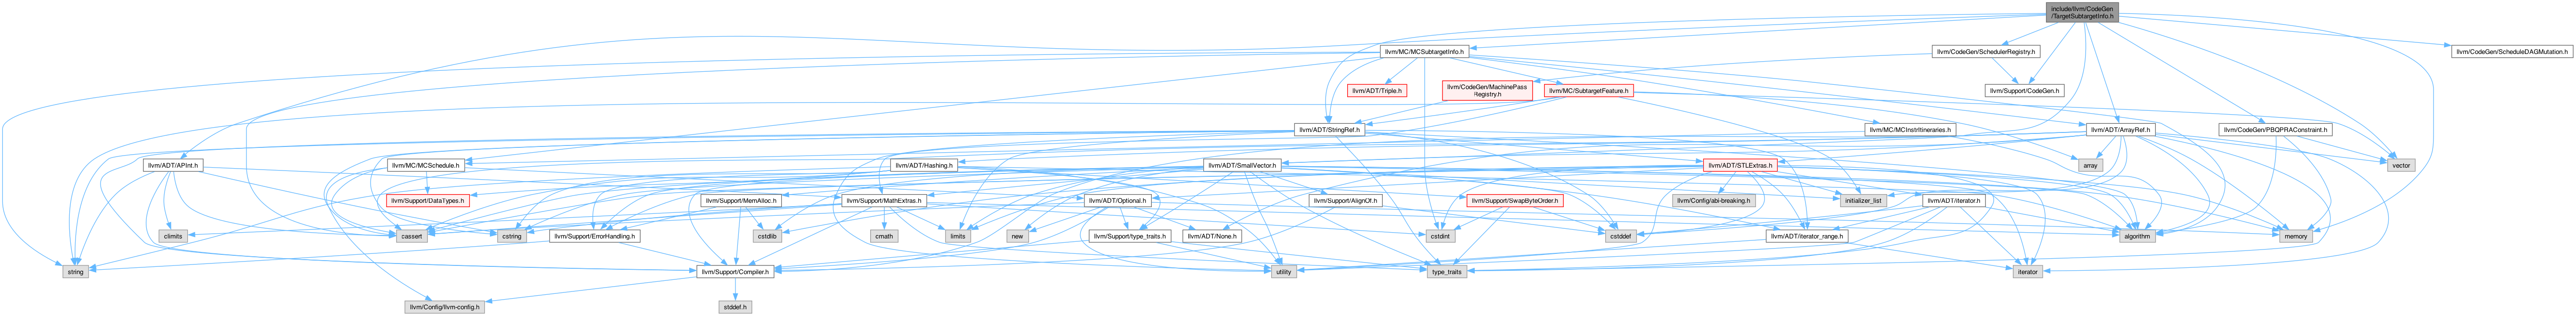 include/llvm/CodeGen
/TargetSubtargetInfo.h
llvm/MC/MCSubtargetInfo.h
llvm/CodeGen/SchedulerRegistry.h
llvm/CodeGen/ScheduleDAGMutation.h
llvm/ADT/Triple.h
llvm/CodeGen/MachinePass
Registry.h
llvm/MC/SubtargetFeature.h
llvm/Support/CodeGen.h
llvm/ADT/StringRef.h
llvm/MC/MCInstrItineraries.h
llvm/ADT/ArrayRef.h
llvm/CodeGen/PBQPRAConstraint.h
llvm/ADT/APInt.h
llvm/MC/MCSchedule.h
llvm/ADT/Hashing.h
llvm/ADT/SmallVector.h
llvm/ADT/STLExtras.h
array
vector
llvm/Support/DataTypes.h
llvm/Support/MemAlloc.h
llvm/Support/MathExtras.h
llvm/ADT/Optional.h
llvm/Support/AlignOf.h
llvm/Support/SwapByteOrder.h
llvm/Config/abi-breaking.h
llvm/ADT/iterator.h
initializer_list
climits
cassert
cstring
llvm/Support/ErrorHandling.h
cstdlib
cmath
limits
new
llvm/Support/type_traits.h
llvm/ADT/None.h
cstdint
cstddef
llvm/ADT/iterator_range.h
algorithm
memory
string
llvm/Support/Compiler.h
utility
type_traits
iterator
llvm/Config/llvm-config.h
stddef.h